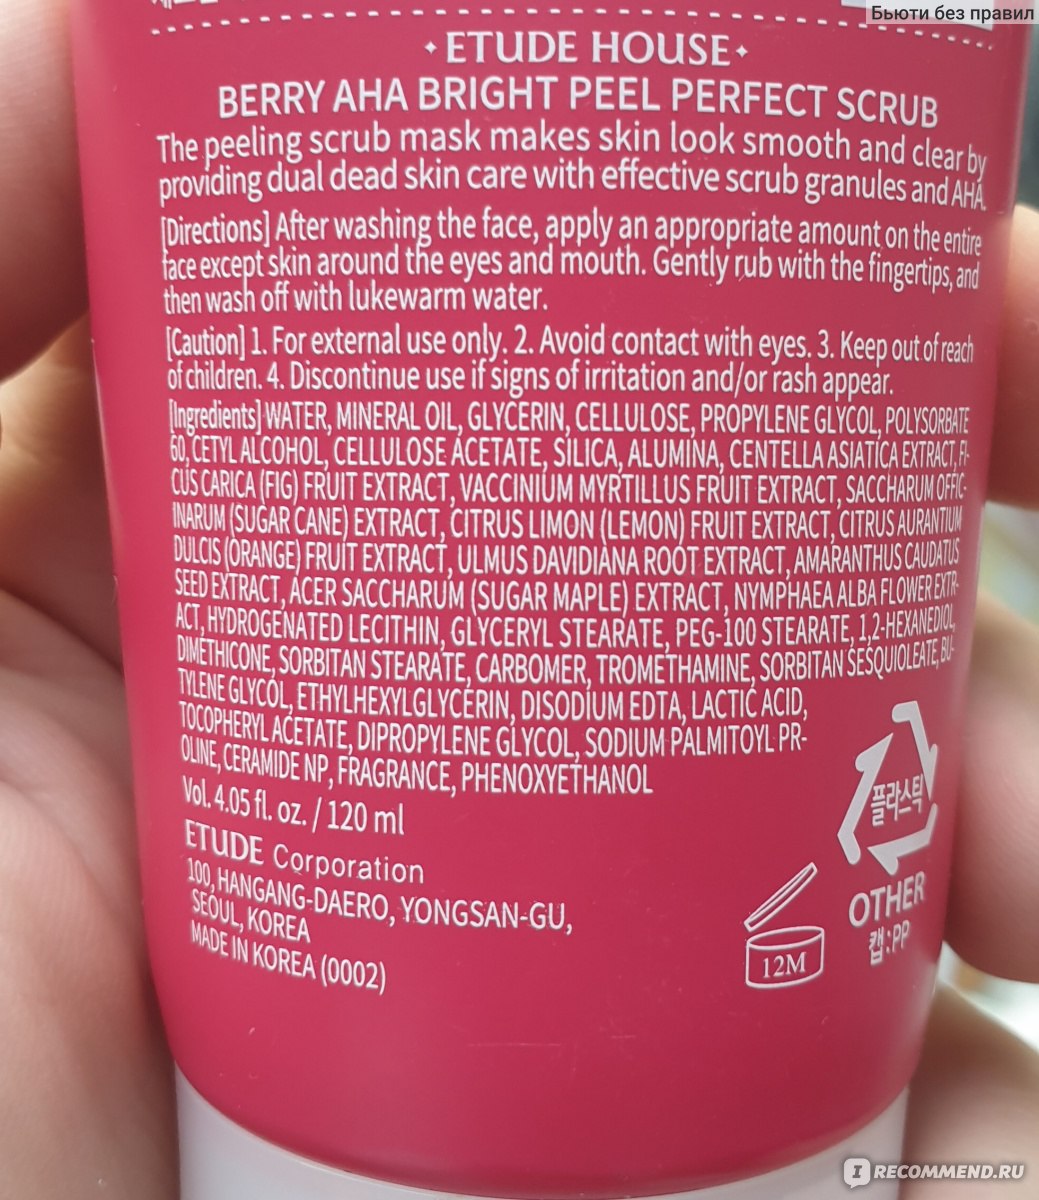 Бьюти без правил
ETUDE HOUSE
BERRY AHA BRIGHT PEEL PERFECT SCRUB
The peeling scrub mask makes skin look smooth and clear by
providing dual dead skin care with effective scrub granules and AHA.
[Directions] After washing the face, apply an appropriate amount on the entire
face except skin around the eyes and mouth. Gently rub with the fingertips, and
then wash off with lukewarm water.
[Caution] 1. For external use only. 2. Avoid contact with eyes. 3. Keep out of reach
of children. 4. Discontinue use if signs of irritation and/or rash appear.
[Ingredients] WATER, MINERAL OIL, GLYCERIN, CELLULOSE, PROPYLENE GLYCOL, POLYSORBATE
60, CETYL ALCOHOL, CELLULOSE ACETATE, SILICA, ALUMINA, CENTELLA ASIATICA EXTRACT, FI-
CUS CARICA (FIG) FRUIT EXTRACT, VACCINIUM MYRTILLUS FRUIT EXTRACT, SACCHARUM OFFIC-
INARUM (SUGAR CANE) EXTRACT, CITRUS LIMON (LEMON) FRUIT EXTRACT, CITRUS AURANTIUM
DULCIS (ORANGE) FRUIT EXTRACT, ULMUS DAVIDIANA ROOT EXTRACT, AMARANTHUS CAUDATUS
SEED EXTRACT, ACER SACCHARUM (SUGAR MAPLE) EXTRACT, NYMPHAEA ALBA FLOWER EXTR-
ACT, HYDROGENATED LECITHIN, GLYCERYL STEARATE, PEG-100 STEARATE, 1,2-HEXANEDIOL,
DIMETHICONE, SORBITAN STEARATE, CARBOMER, TROMETHAMINE, SORBITAN SESQUIOLEATE, BU-
TYLENE GLYCOL, ETHYLHEXYLGLYCERIN, DISODIUM EDTA, LACTIC ACID,
TOCOPHERYL ACETATE, DIPROPYLENE GLYCOL, SODIUM PALMITOYL PR-
OLINE, CERAMIDE NP, FRAGRANCE, PHENOXYETHANOL
Vol. 4.05 fl. oz. / 120 ml
ETUDE Corporation
100, HANGANG-DAERO, YONGSAN-GU,
SEOUL, KOREA
MADE IN KOREA (0002)
플라스틱
OTHER
캡:PP
12M
IRECOMMEND.RU